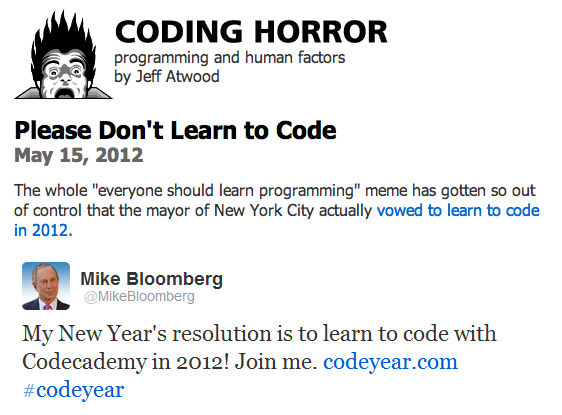 CODING HORROR
programming and human factors
by Jeff Atwood
Please Don't Learn to Code
May 15, 2012
The whole "everyone should learn programming" meme has gotten so out
of control that the mayor of New York City actually vowed to learn to code
in 2012.
Mike Bloomberg
@MikeBloomberg
My New Year's resolution is to learn to code with
Codecademy in 2012! Join me. codeyear.com
#codeyear